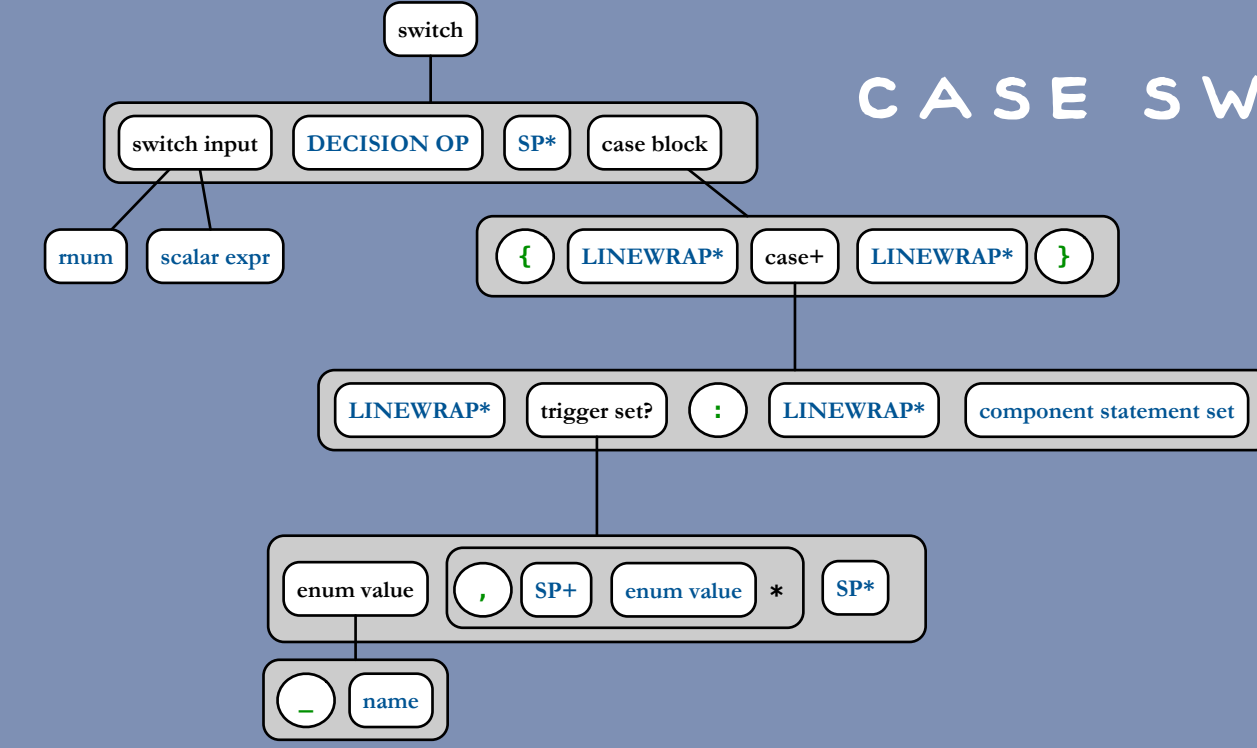 switch
CASE SW
switch input DECISION OP SP* case block
rnum scalar expr { LINEWRAP* case+ LINEWRAP* }
LINEWRAP* trigger set? : LINEWRAP* component statement set
enum value , SP+ enum value * SP*
_ name